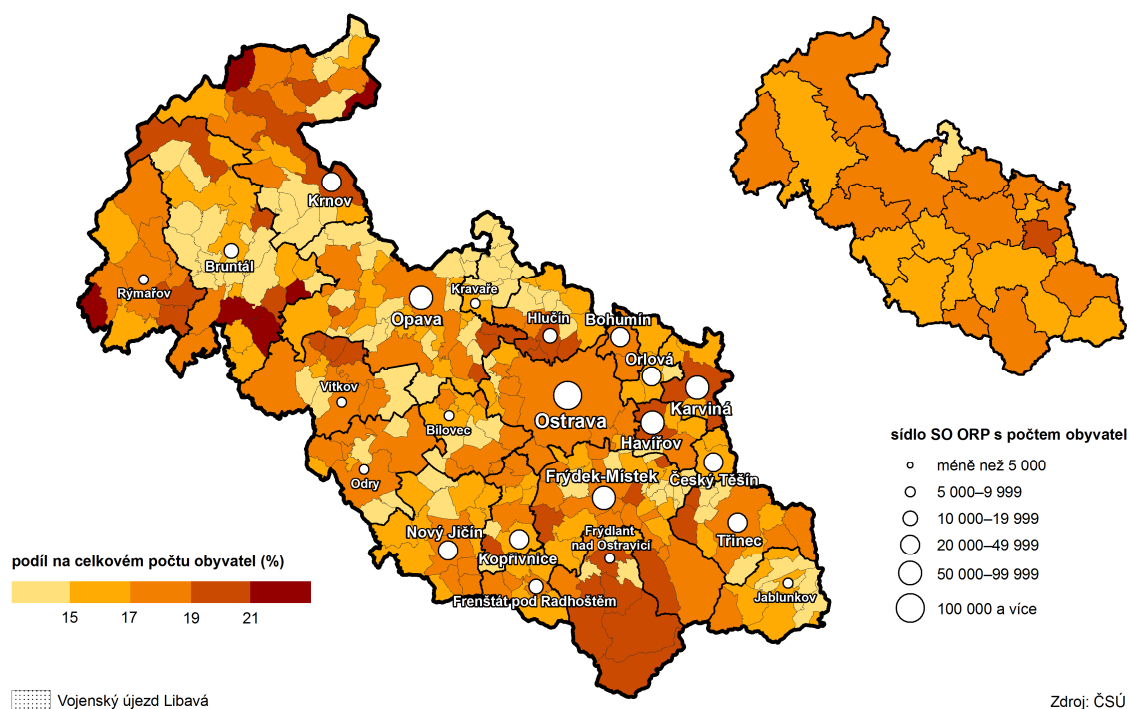 Krnov
Bruntál
Rýmařov
Kravaře
Opava
Hlučín
Bohumín
Orlová
Vítkov
Karviná
Ostrava
Bílovec
Havířov
Odry
Frýdek-Místek
Český Těšín
Nový Jičín
Frýdlant
nad Ostravicí
Třinec
Kopřivnice
Frenštát pod Radhoštěm
Jablunkov
podíl na celkovém počtu obyvatel (%)
15 17 19 21
Vojenský újezd Libavá
sídlo SO ORP s počtem obyvatel
méně než 5 000
5 000–9 999
10 000–19 999
20 000–49 999
50 000–99 999
100 000 a více
Zdroj: ČSÚ